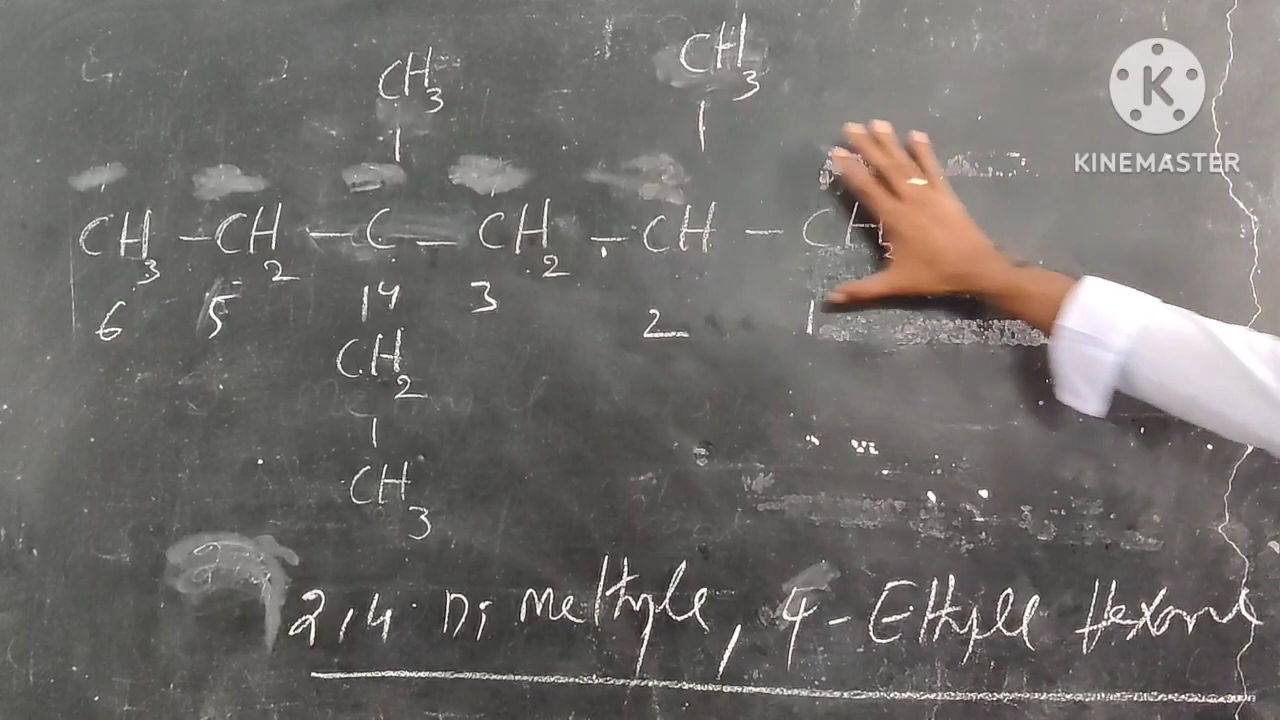 CH3 CH3
KINEMASTER
CH3 - CH2 - C - CH2 - CH - CH
6 5 14 3 2 1
CH2
CH3
2,4. Di Methyle, 4-Ethyle Hexane